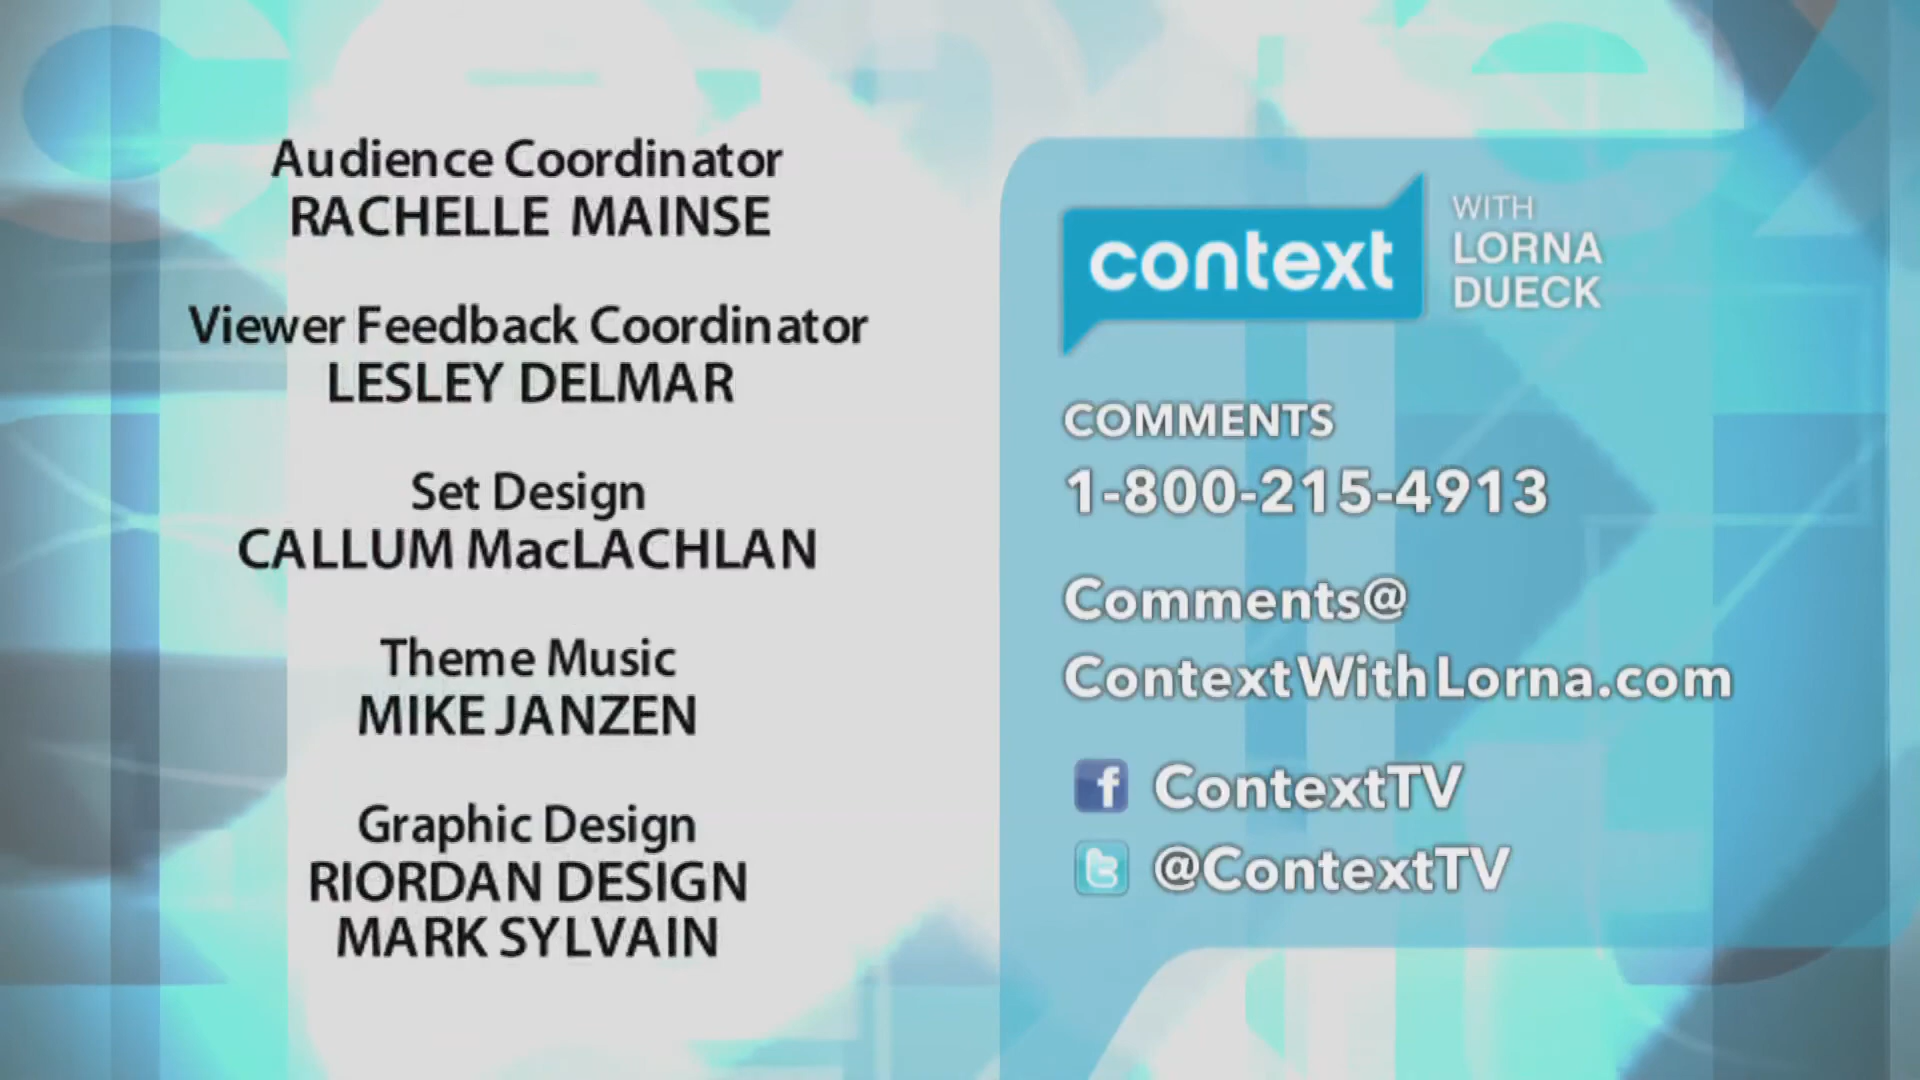 Audience Coordinator
RACHELLE MAINSE
Viewer Feedback Coordinator
LESLEY DELMAR
Set Design
CALLUM MacLACHLAN
Theme Music
MIKE JANZEN
Graphic Design
RIORDAN DESIGN
MARK SYLVAIN
context
WITH
LORNA
DUECK
COMMENTS
1-800-215-4913
Comments@
ContextWithLorna.com
f ContextTV
t @ContextTV